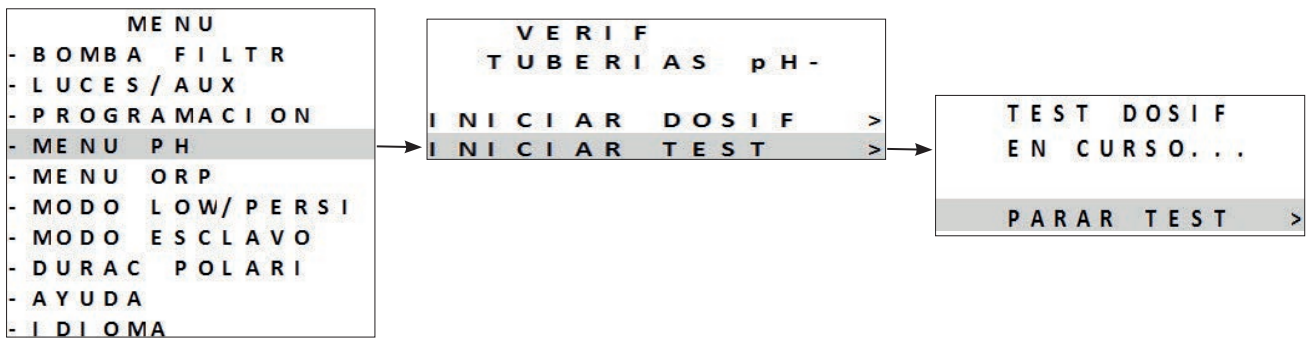 MENU
- BOMBA FILTR
- LUCES/AUX
- PROGRAMACION
- MENU PH
- MENU ORP
- MODO LOW/PERSI
- MODO ESCLAVO
- DURAC POLARI
- AYUDA
- IDIOMA
VERIF
TUBERIAS pH-
INICIAR DOSIF >
INICIAR TEST >
TEST DOSIF
EN CURSO...
PARAR TEST >